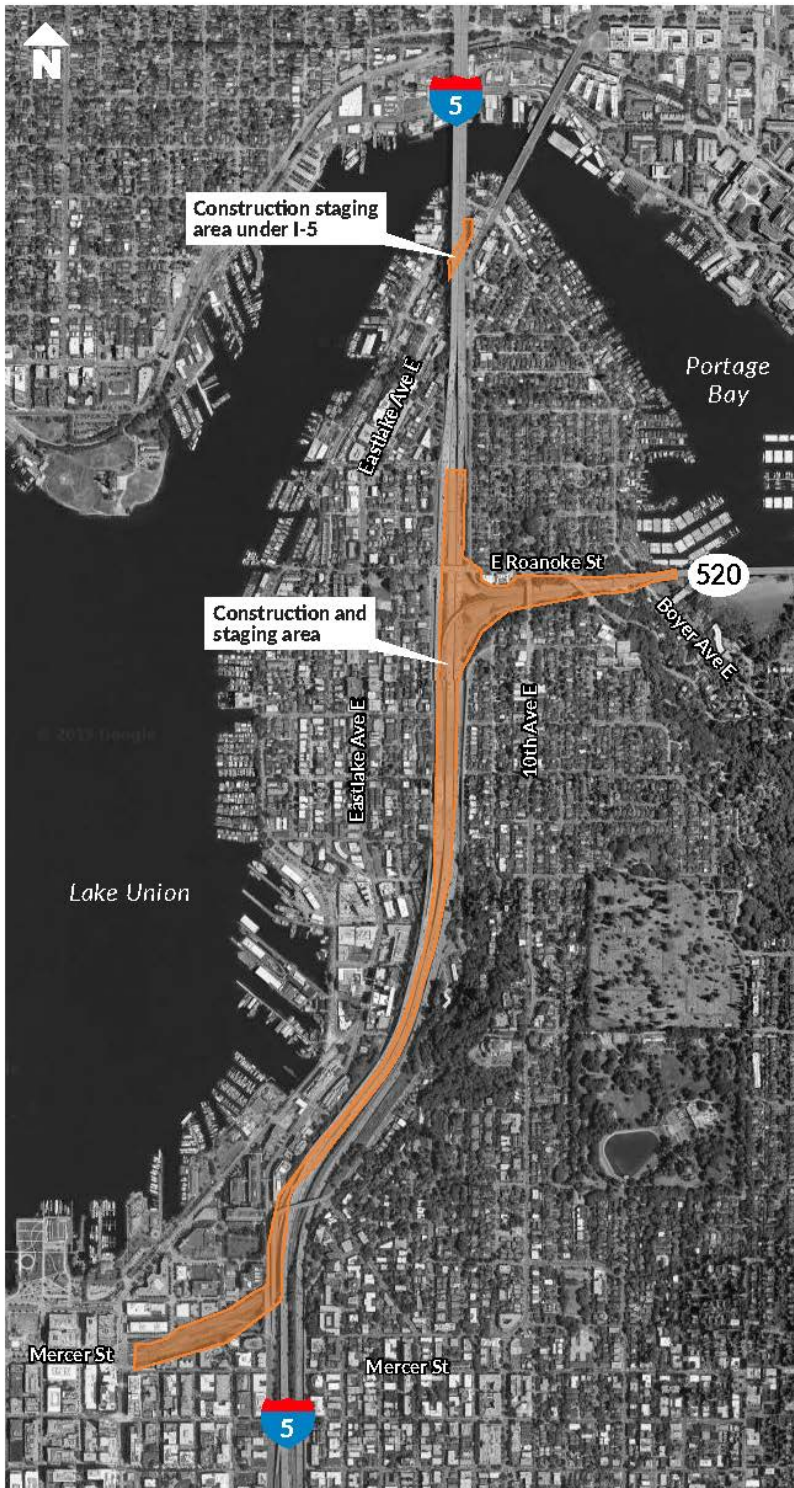 N
5
Construction staging
area under I-5
Eastlake Ave E
Portage
Bay
E Roanoke St
520
Construction and
staging area
Boyer Ave E
© 2019 Google
Eastlake Ave E
10th Ave E
Lake Union
Mercer St
Mercer St
5